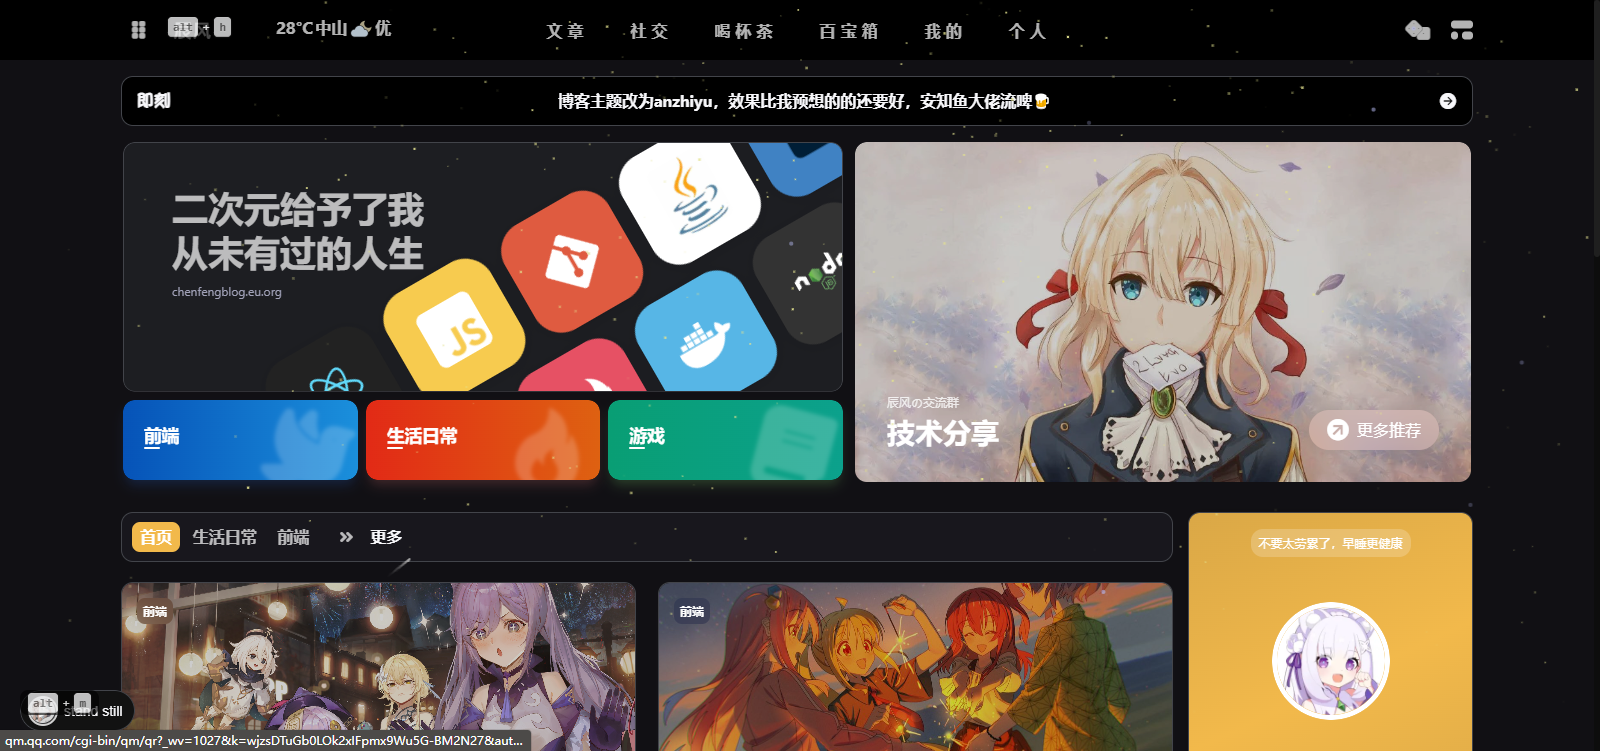 alt + h
28℃ 中山 优
文章 社交 喝杯茶 百宝箱 我的 个人
即刻
博客主题改为anzhiyu，效果比我预想的的还要好，安知鱼大佬流啤🍺
二次元给予了我
从未有过的人生
chenfengblog.eu.org
JS
node
辰风の交流群
技术分享
更多推荐
前端
生活日常
游戏
首页 生活日常 前端 更多
不要太劳累了，早睡更健康
前端
前端
alt + m
stand still
qm.qq.com/cgi-bin/qm/qr?_wv=1027&k=wjzsDTuGb0LOk2xIFpmx9Wu5G-BM2N27&aut...